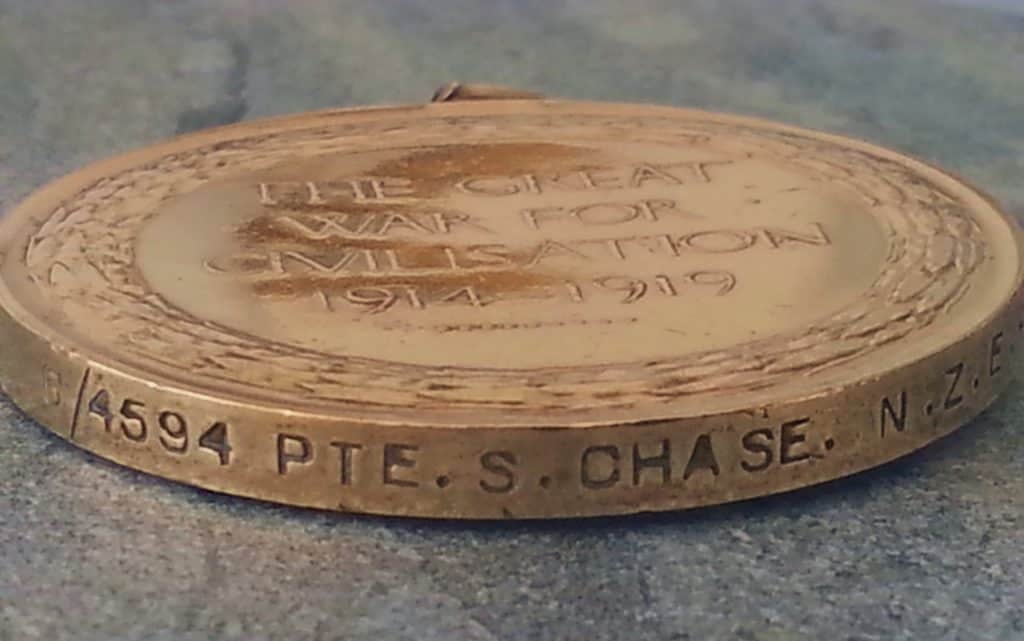 THE GREAT
WAR FOR
CIVILISATION
1914-1919
/4594 PTE. S. CHASE. N.Z.E.